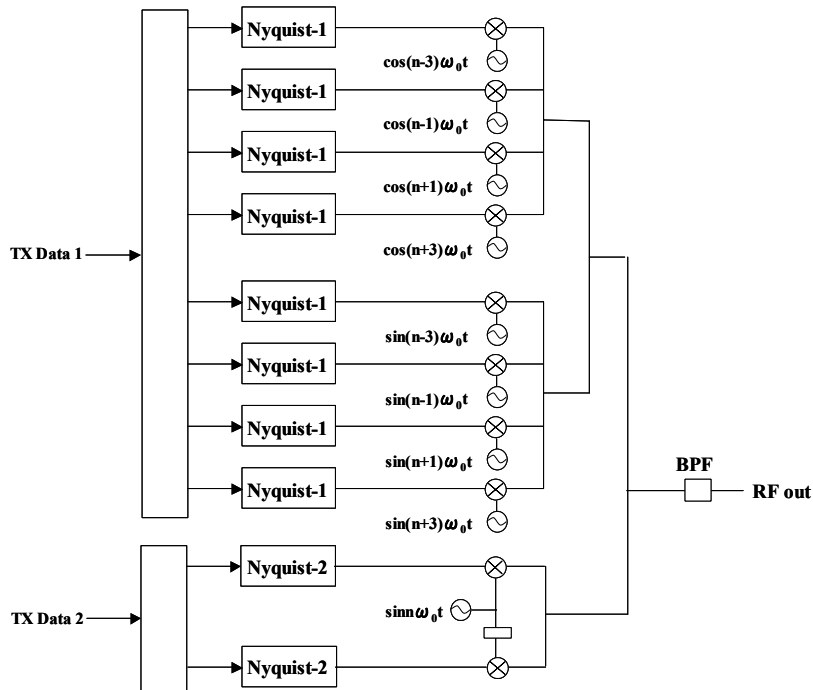 Nyquist-1
cos(n-3)ω₀t
Nyquist-1
cos(n-1)ω₀t
Nyquist-1
cos(n+1)ω₀t
Nyquist-1
cos(n+3)ω₀t
TX Data 1
Nyquist-1
sin(n-3)ω₀t
Nyquist-1
sin(n-1)ω₀t
Nyquist-1
sin(n+1)ω₀t
Nyquist-1
sin(n+3)ω₀t
BPF
RF out
Nyquist-2
TX Data 2
sinnω₀t
Nyquist-2